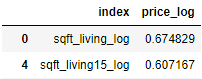 index price_log
0 sqft_living_log 0.674829
4 sqft_living15_log 0.607167